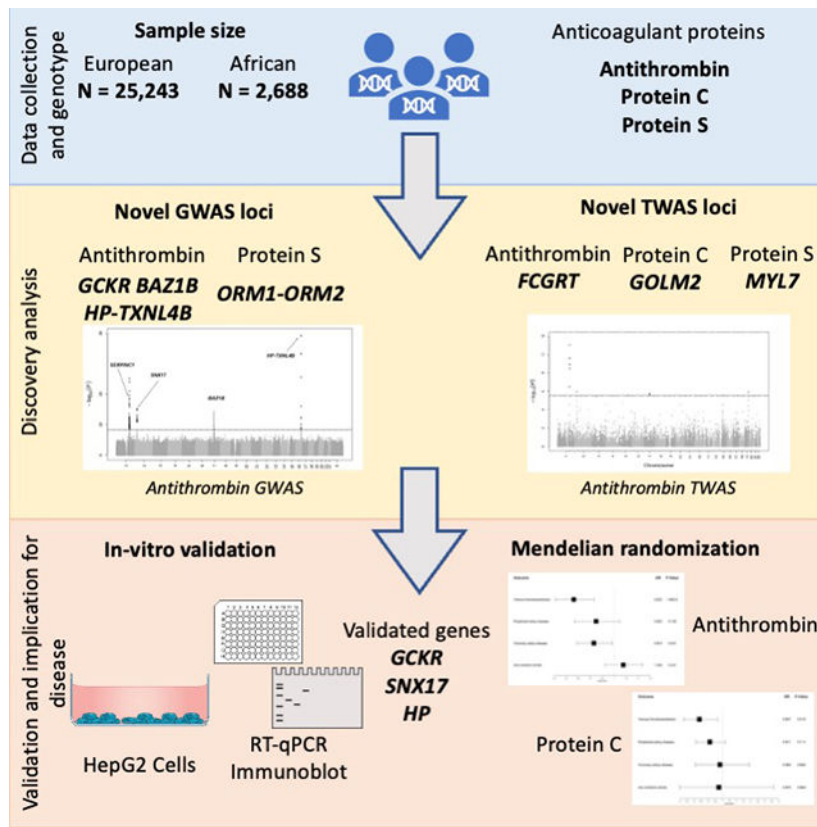 Data collection
and genotype
Sample size
European
N = 25,243
African
N = 2,688
Anticoagulant proteins
Antithrombin
Protein C
Protein S
Discovery analysis
Novel GWAS loci
Antithrombin
GCKR BAZ1B
HP-TXNL4B
Protein S
ORM1-ORM2
SERPINC1
SNX17
BAZ1B
HP-TXNL4B
Antithrombin GWAS
Novel TWAS loci
Antithrombin
FCGRT
Protein C
GOLM2
Protein S
MYL7
Chromosome
Antithrombin TWAS
Validation and implication for
disease
In-vitro validation
HepG2 Cells
RT-qPCR
Immunoblot
Validated genes
GCKR
SNX17
HP
Mendelian randomization
Antithrombin
Protein C